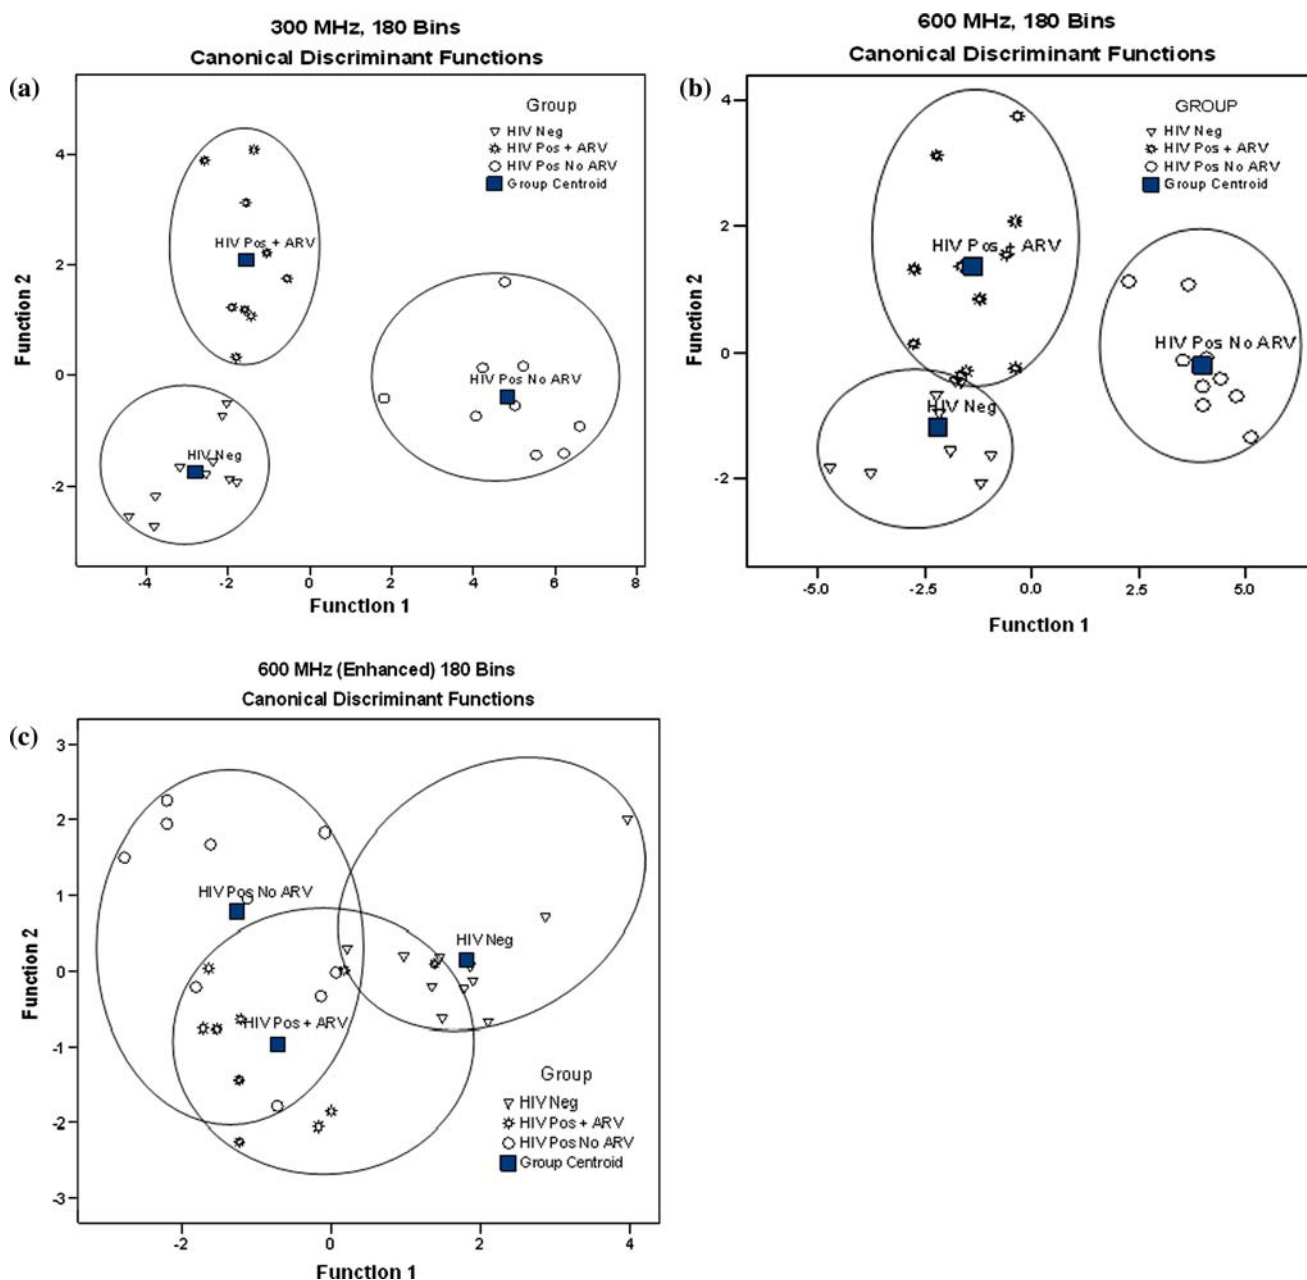 300 MHz, 180 Bins
Canonical Discriminant Functions
(a)
Group
HIV Neg
HIV Pos + ARV
HIV Pos No ARV
Group Centroid
4
2
0
-2
Function 2
HIV Pos + ARV
HIV Pos No ARV
HIV Neg
-4
-2
0
2
4
6
8
Function 1
600 MHz, 180 Bins
Canonical Discriminant Functions
(b)
GROUP
HIV Neg
HIV Pos + ARV
HIV Pos No ARV
Group Centroid
4
2
0
-2
Function 2
HIV Pos + ARV
HIV Pos No ARV
HIV Neg
-5.0
-2.5
0.0
2.5
5.0
Function 1
600 MHz (Enhanced) 180 Bins
Canonical Discriminant Functions
(c)
3
2
1
0
-1
-2
-3
Function 2
HIV Pos No ARV
HIV Neg
HIV Pos + ARV
Group
HIV Neg
HIV Pos + ARV
HIV Pos No ARV
Group Centroid
-2
0
2
4
Function 1